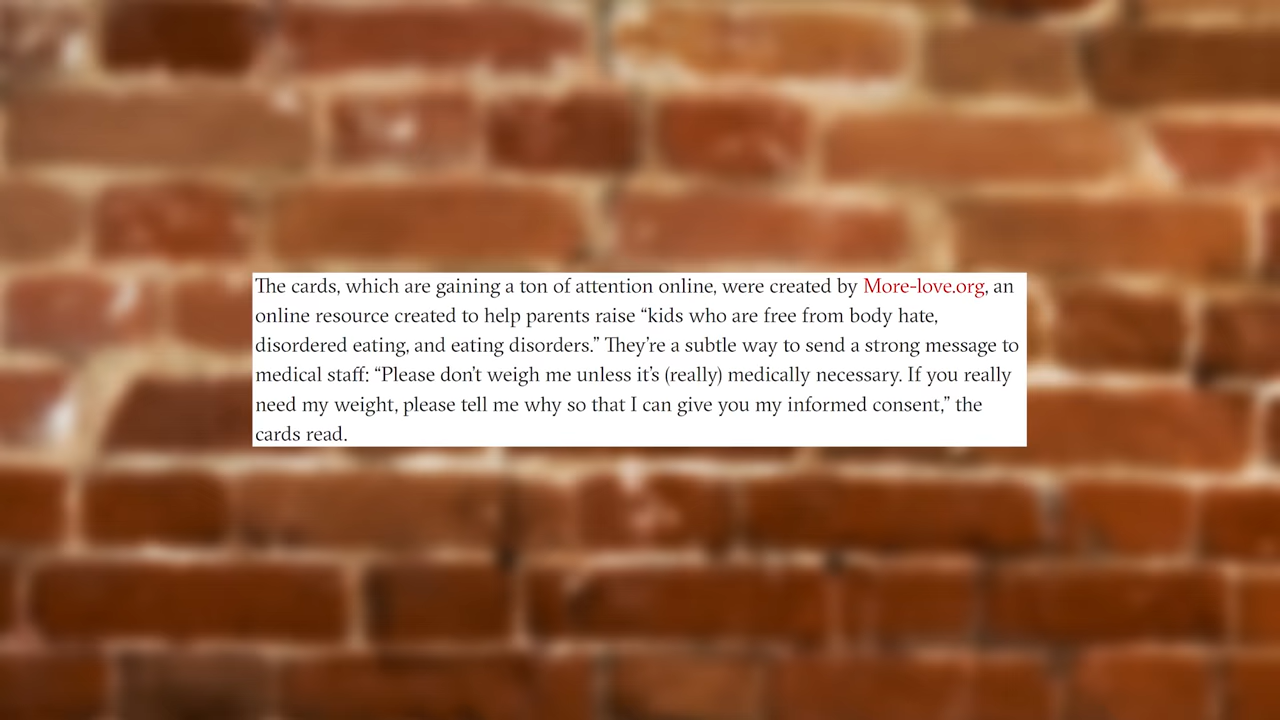 The cards, which are gaining a ton of attention online, were created by More-love.org, an
online resource created to help parents raise “kids who are free from body hate,
disordered eating, and eating disorders.” They’re a subtle way to send a strong message to
medical staff: “Please don’t weigh me unless it’s (really) medically necessary. If you really
need my weight, please tell me why so that I can give you my informed consent,” the
cards read.